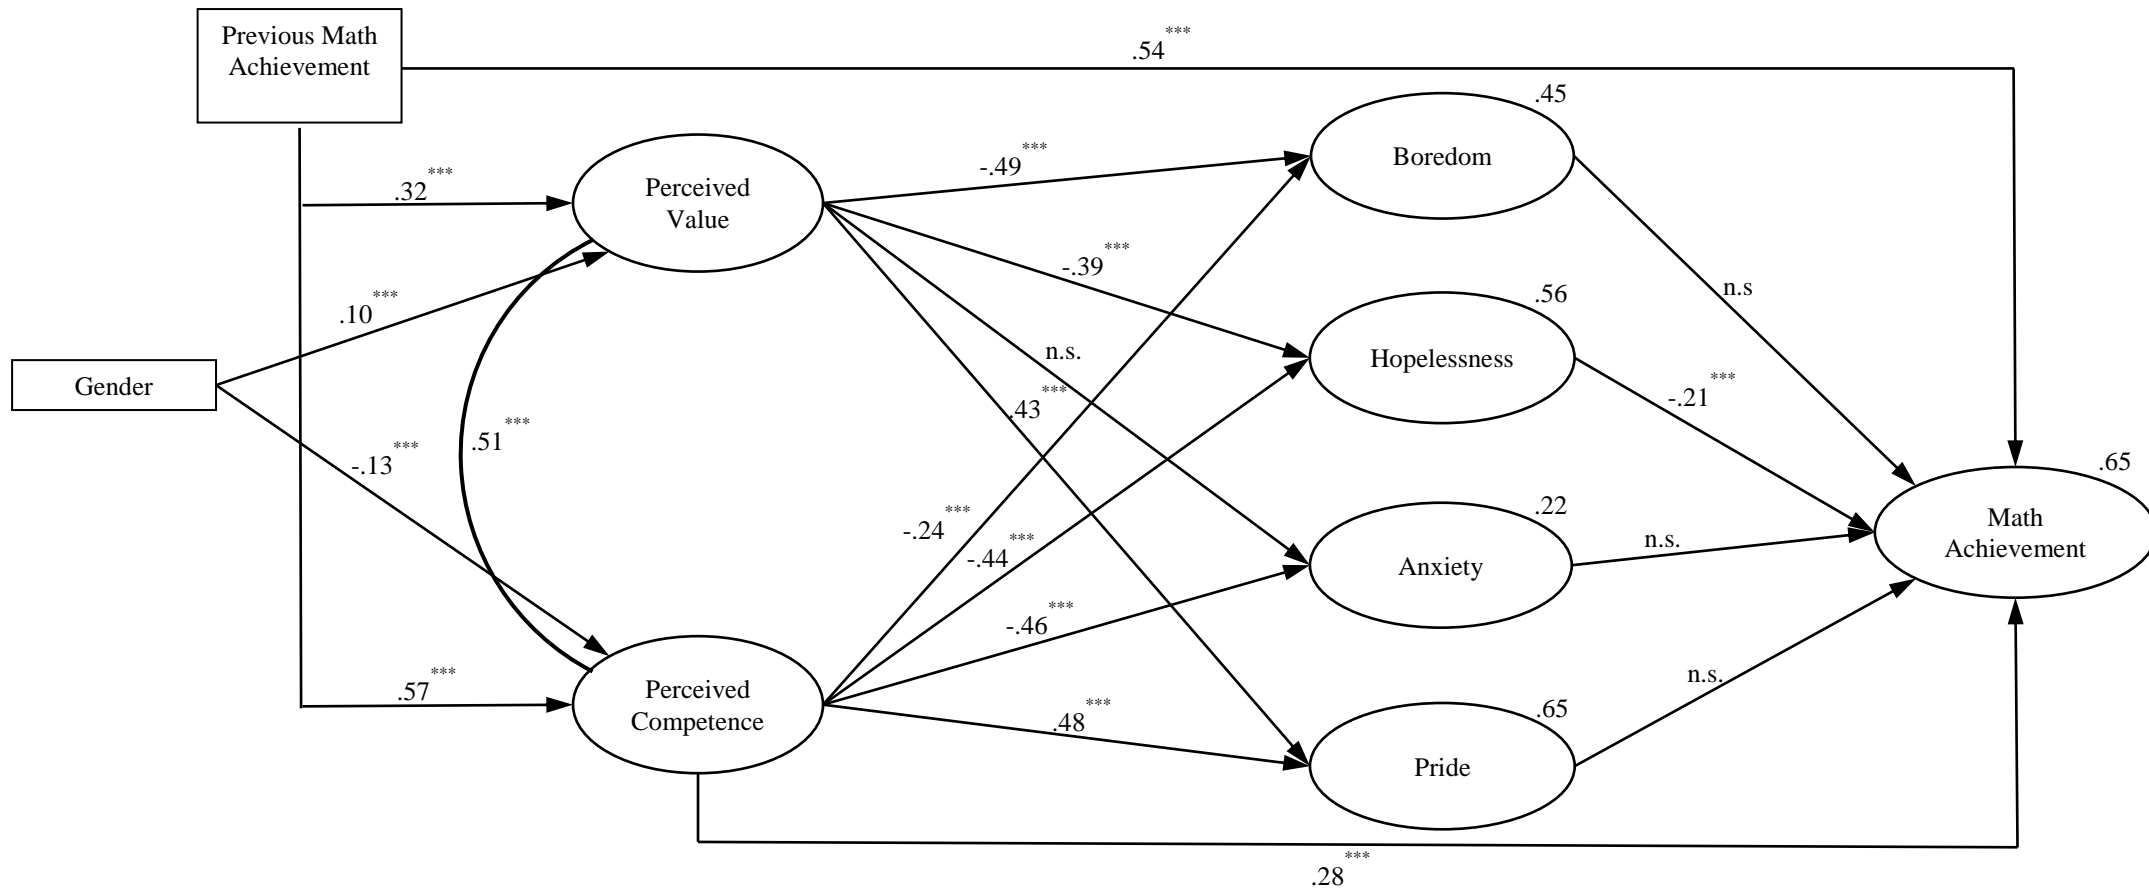 Previous Math
Achievement
.54***
.45
Boredom
.32***
Perceived
Value
-.49***
-.39***
.10***
n.s
.56
Hopelessness
n.s.
Gender
.43***
-.21***
.51***
-.13***
.65
.22
Math
Achievement
-.24***
-.44***
n.s.
Anxiety
-.46***
.57***
Perceived
Competence
.48***
n.s.
.65
Pride
.28***